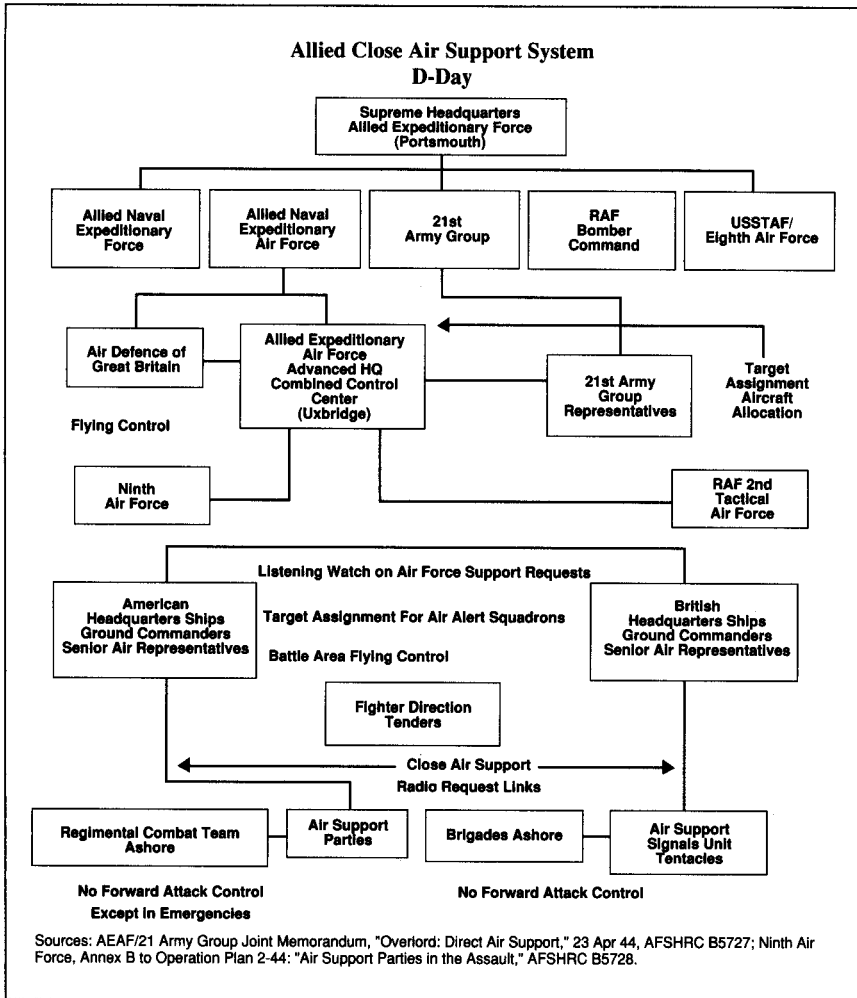 Allied Close Air Support System
D-Day
Supreme Headquarters
Allied Expeditionary Force
(Portsmouth)
Allied Naval
Expeditionary
Force
Allied Naval
Expeditionary
Air Force
21st
Army Group
RAF
Bomber
Command
USSTAF/
Eighth Air Force
Air Defence of
Great Britain
Allied Expeditionary
Air Force
Advanced HQ
Combined Control
Center
(Uxbridge)
21st Army
Group
Representatives
Target
Assignment
Aircraft
Allocation
Flying Control
Ninth
Air Force
RAF 2nd
Tactical
Air Force
Listening Watch on Air Force Support Requests
American
Headquarters Ships
Ground Commanders
Senior Air Representatives
Target Assignment For Air Alert Squadrons
Battle Area Flying Control
British
Headquarters Ships
Ground Commanders
Senior Air Representatives
Fighter Direction
Tenders
Close Air Support
Radio Request Links
Regimental Combat Team
Ashore
Air Support
Parties
Brigades Ashore
Air Support
Signals Unit
Tentacles
No Forward Attack Control
Except in Emergencies
No Forward Attack Control
Sources: AEAF/21 Army Group Joint Memorandum, "Overlord: Direct Air Support," 23 Apr 44, AFSHRC B5727; Ninth Air
Force, Annex B to Operation Plan 2-44: "Air Support Parties in the Assault," AFSHRC B5728.